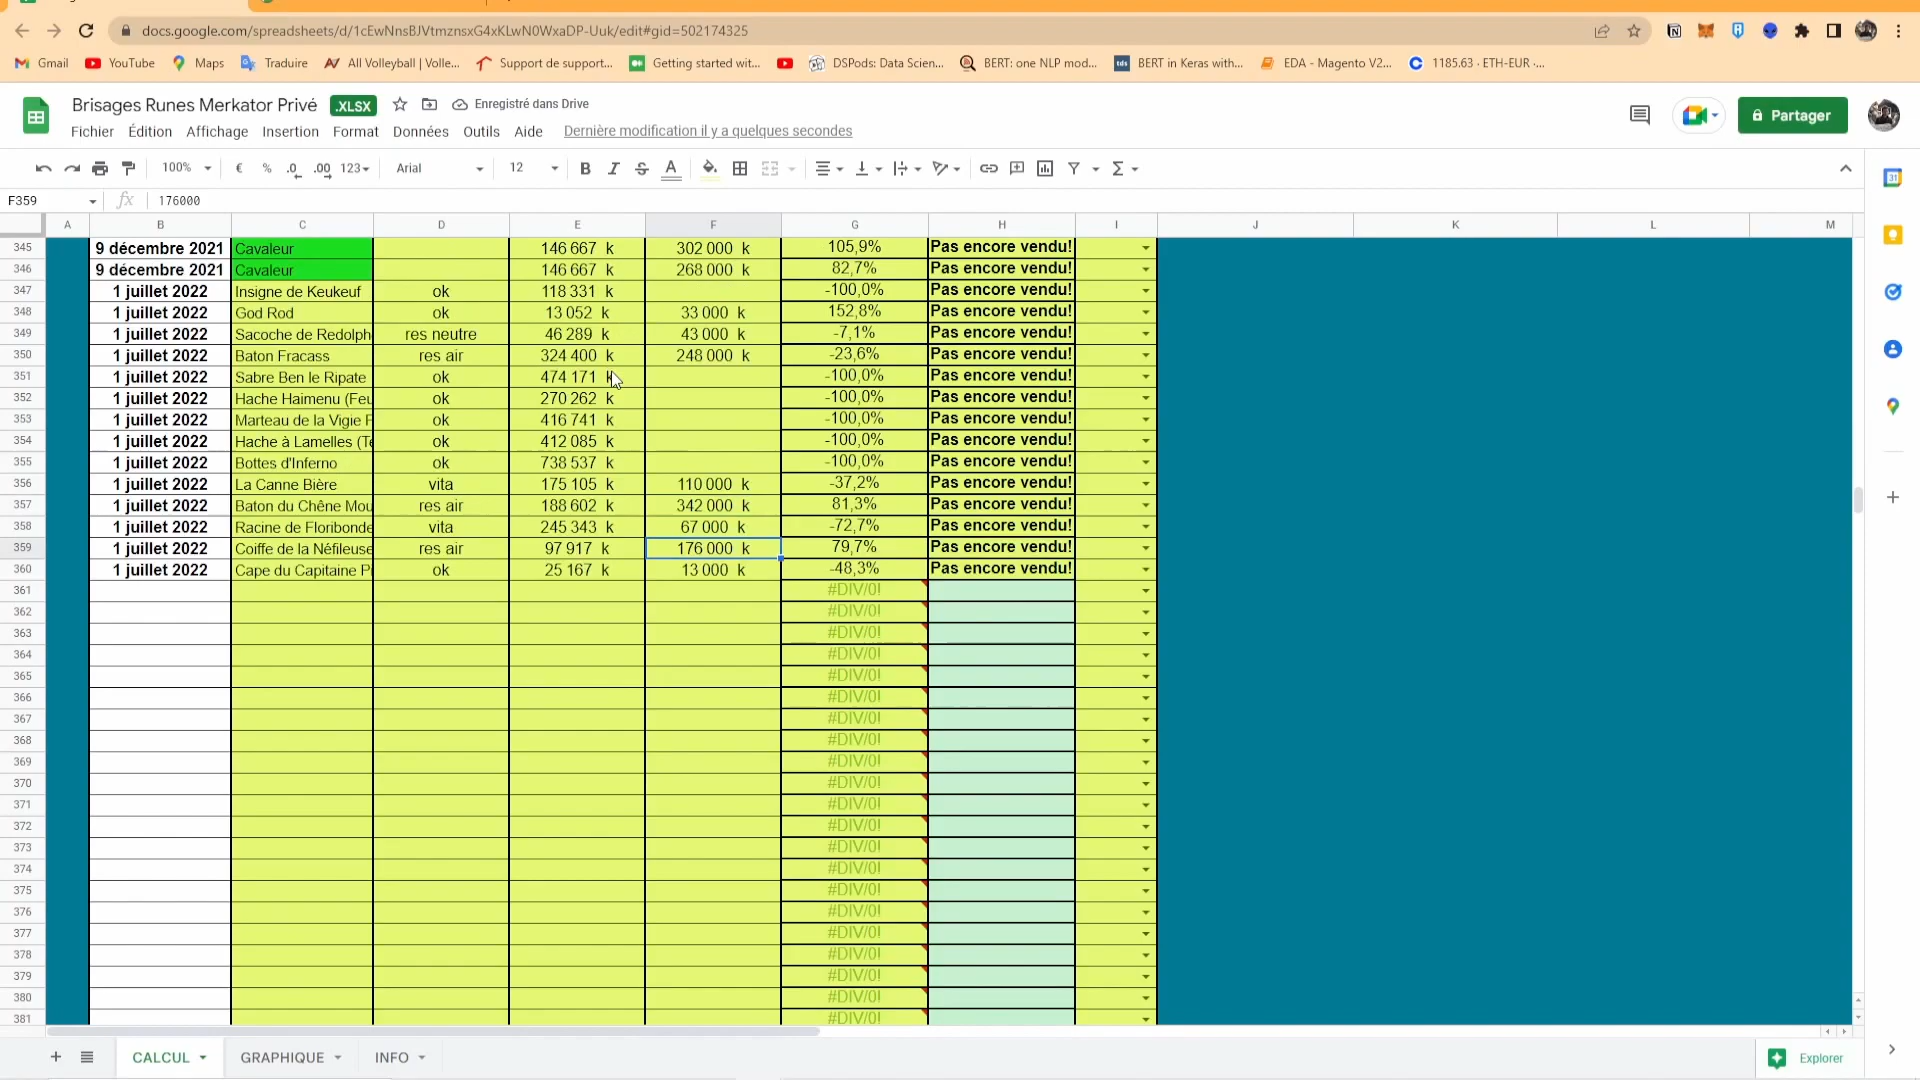 docs.google.com/spreadsheets/d/1cEwNnsBJVtmznsxG4xKLwN0WxaDP-Uuk/edit#gid=502174325
Gmail YouTube Maps Traduire All Volleyball | Volle... Support de support... Getting started wit... DSPods: Data Scien... BERT: one NLP mod... tds BERT in Keras with... EDA - Magento V2... 1185.63 · ETH-EUR ·...
Brisages Runes Merkator Privé .XLSX Enregistré dans Drive
Fichier Édition Affichage Insertion Format Données Outils Aide Dernière modification il y a quelques secondes
Partager
100% € % .0 .00 123 Arial 12 B I S A
F359 fx 176000
A B C D E F G H I J K L M
345 9 décembre 2021 Cavaleur 146 667 k 302 000 k 105,9% Pas encore vendu!
346 9 décembre 2021 Cavaleur 146 667 k 268 000 k 82,7% Pas encore vendu!
347 1 juillet 2022 Insigne de Keukeuf ok 118 331 k -100,0% Pas encore vendu!
348 1 juillet 2022 God Rod ok 13 052 k 33 000 k 152,8% Pas encore vendu!
349 1 juillet 2022 Sacoche de Redolph res neutre 46 289 k 43 000 k -7,1% Pas encore vendu!
350 1 juillet 2022 Baton Fracass res air 324 400 k 248 000 k -23,6% Pas encore vendu!
351 1 juillet 2022 Sabre Ben le Ripate ok 474 171 k -100,0% Pas encore vendu!
352 1 juillet 2022 Hache Haimenu (Feu ok 270 262 k -100,0% Pas encore vendu!
353 1 juillet 2022 Marteau de la Vigie P ok 416 741 k -100,0% Pas encore vendu!
354 1 juillet 2022 Hache à Lamelles (Te ok 412 085 k -100,0% Pas encore vendu!
355 1 juillet 2022 Bottes d'Inferno ok 738 537 k -100,0% Pas encore vendu!
356 1 juillet 2022 La Canne Bière vita 175 105 k 110 000 k -37,2% Pas encore vendu!
357 1 juillet 2022 Baton du Chêne Mou res air 188 602 k 342 000 k 81,3% Pas encore vendu!
358 1 juillet 2022 Racine de Floribonde vita 245 343 k 67 000 k -72,7% Pas encore vendu!
359 1 juillet 2022 Coiffe de la Néfileuse res air 97 917 k 176 000 k 79,7% Pas encore vendu!
360 1 juillet 2022 Cape du Capitaine P ok 25 167 k 13 000 k -48,3% Pas encore vendu!
361 #DIV/0!
362 #DIV/0!
363 #DIV/0!
364 #DIV/0!
365 #DIV/0!
366 #DIV/0!
367 #DIV/0!
368 #DIV/0!
369 #DIV/0!
370 #DIV/0!
371 #DIV/0!
372 #DIV/0!
373 #DIV/0!
374 #DIV/0!
375 #DIV/0!
376 #DIV/0!
377 #DIV/0!
378 #DIV/0!
379 #DIV/0!
380 #DIV/0!
381 #DIV/0!
CALCUL GRAPHIQUE INFO Explorer